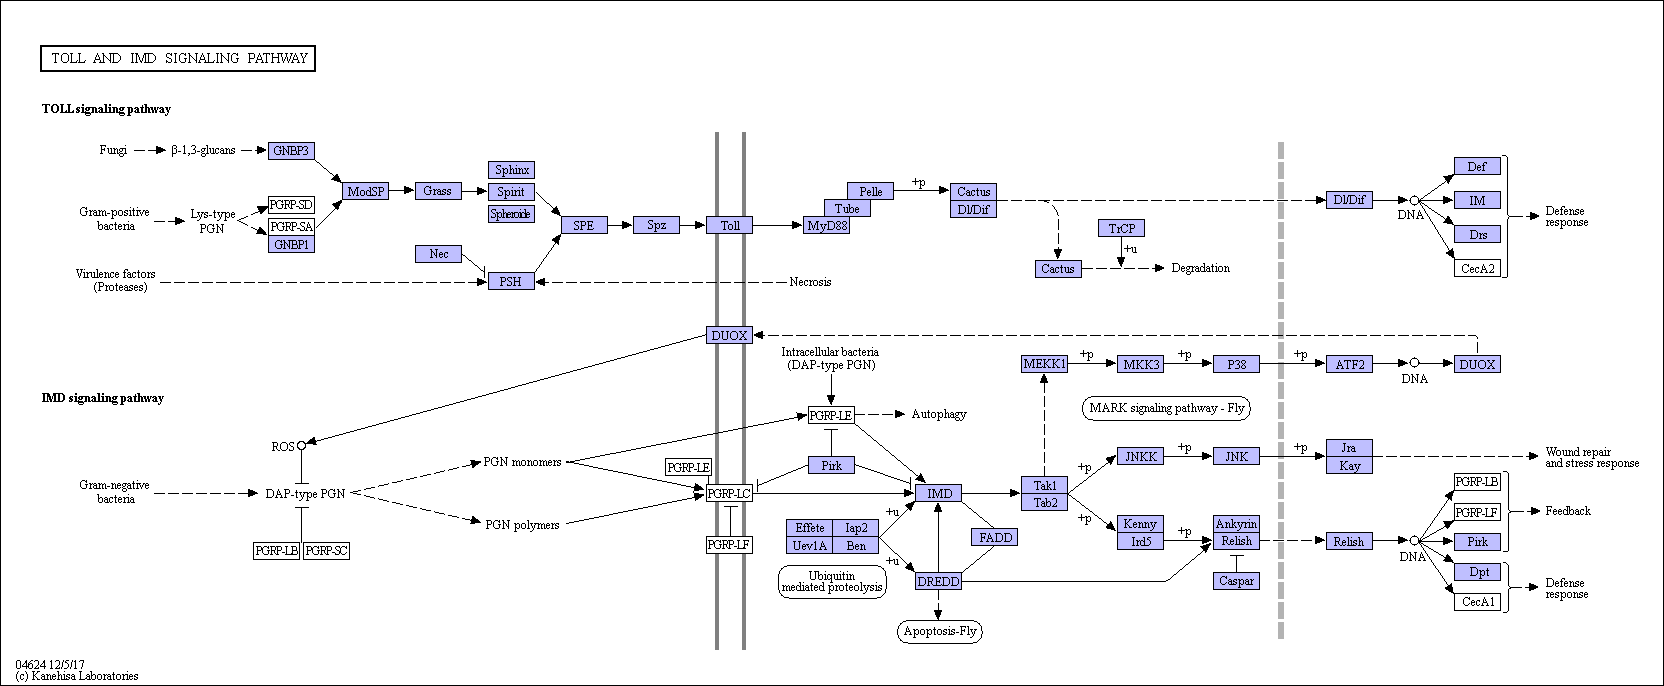 TOLL AND IMD SIGNALING PATHWAY
TOLL signaling pathway
Fungi
β-1,3-glucans
GNBP3
Gram-positive
bacteria
Lys-type
PGN
PGRP-SD
PGRP-SA
GNBP1
ModSP
Grass
Sphinx
Spirit
Spheroide
SPE
Spz
Toll
Nec
Virulence factors
(Proteases)
PSH
Necrosis
MyD88
Tube
Pelle
+p
Cactus
Dl/Dif
TrCP
+u
Cactus
Degradation
Dl/Dif
DNA
Def
IM
Drs
CecA2
Defense
response
DUOX
Intracellular bacteria
(DAP-type PGN)
MEKK1
+p
MKK3
+p
P38
+p
ATF2
DNA
DUOX
IMD signaling pathway
MARK signaling pathway - Fly
PGRP-LE
Autophagy
ROS
PGN monomers
PGRP-LE
Pirk
Gram-negative
bacteria
DAP-type PGN
PGRP-LC
IMD
Tak1
Tab2
+p
JNKK
+p
JNK
+p
Jra
Kay
Wound repair
and stress response
PGN polymers
PGRP-LB
PGRP-SC
PGRP-LF
Effete
Iap2
Uev1A
Ben
+u
+u
FADD
DREDD
Ubiquitin
mediated proteolysis
Apoptosis-Fly
+p
Kenny
Ird5
+p
Ankyrin
Relish
Caspar
Relish
DNA
PGRP-LB
PGRP-LF
Pirk
Feedback
Dpt
CecA1
Defense
response
04624 12/5/17
(c) Kanehisa Laboratories